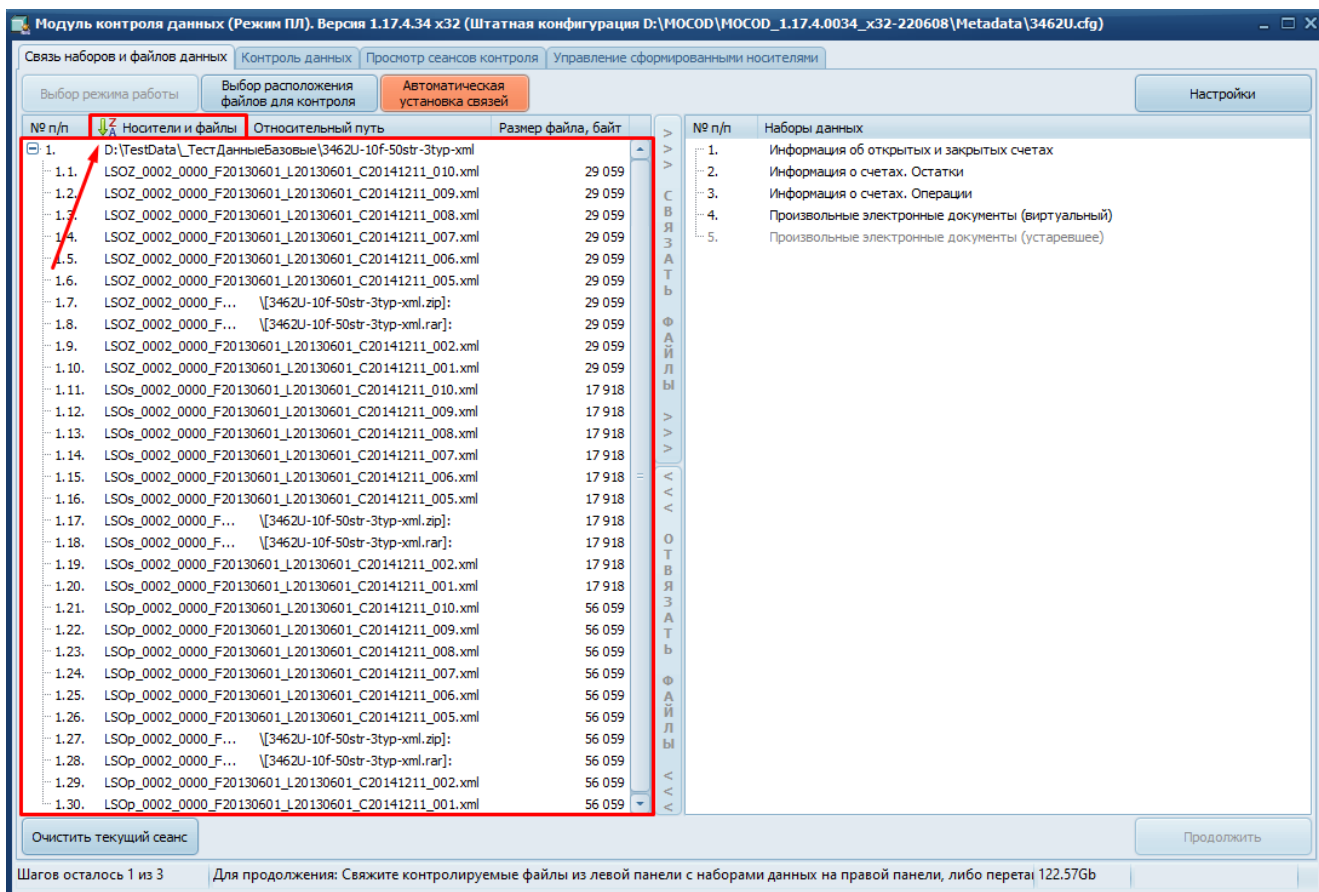 Модуль контроля данных (Режим ПЛ). Версия 1.17.4.34 x32 (Штатная конфигурация D:\MOCOD\MOCOD_1.17.4.0034_x32-220608\Metadata\3462U.cfg)
Связь наборов и файлов данных Контроль данных Просмотр сеансов контроля Управление сформированными носителями
Выбор режима работы Выбор расположения файлов для контроля Автоматическая установка связей Настройки
№ п/п Носители и файлы Относительный путь Размер файла, байт
1. D:\TestData\_ТестДанныеБазовые\3462U-10f-50str-3typ-xml
1.1. LSOZ_0002_0000_F20130601_L20130601_C20141211_010.xml 29 059
1.2. LSOZ_0002_0000_F20130601_L20130601_C20141211_009.xml 29 059
1.3. LSOZ_0002_0000_F20130601_L20130601_C20141211_008.xml 29 059
1.4. LSOZ_0002_0000_F20130601_L20130601_C20141211_007.xml 29 059
1.5. LSOZ_0002_0000_F20130601_L20130601_C20141211_006.xml 29 059
1.6. LSOZ_0002_0000_F20130601_L20130601_C20141211_005.xml 29 059
1.7. LSOZ_0002_0000_F... \[3462U-10f-50str-3typ-xml.zip]: 29 059
1.8. LSOZ_0002_0000_F... \[3462U-10f-50str-3typ-xml.rar]: 29 059
1.9. LSOZ_0002_0000_F20130601_L20130601_C20141211_002.xml 29 059
1.10. LSOZ_0002_0000_F20130601_L20130601_C20141211_001.xml 29 059
1.11. LSOs_0002_0000_F20130601_L20130601_C20141211_010.xml 17 918
1.12. LSOs_0002_0000_F20130601_L20130601_C20141211_009.xml 17 918
1.13. LSOs_0002_0000_F20130601_L20130601_C20141211_008.xml 17 918
1.14. LSOs_0002_0000_F20130601_L20130601_C20141211_007.xml 17 918
1.15. LSOs_0002_0000_F20130601_L20130601_C20141211_006.xml 17 918
1.16. LSOs_0002_0000_F20130601_L20130601_C20141211_005.xml 17 918
1.17. LSOs_0002_0000_F... \[3462U-10f-50str-3typ-xml.zip]: 17 918
1.18. LSOs_0002_0000_F... \[3462U-10f-50str-3typ-xml.rar]: 17 918
1.19. LSOs_0002_0000_F20130601_L20130601_C20141211_002.xml 17 918
1.20. LSOs_0002_0000_F20130601_L20130601_C20141211_001.xml 17 918
1.21. LSOp_0002_0000_F20130601_L20130601_C20141211_010.xml 56 059
1.22. LSOp_0002_0000_F20130601_L20130601_C20141211_009.xml 56 059
1.23. LSOp_0002_0000_F20130601_L20130601_C20141211_008.xml 56 059
1.24. LSOp_0002_0000_F20130601_L20130601_C20141211_007.xml 56 059
1.25. LSOp_0002_0000_F20130601_L20130601_C20141211_006.xml 56 059
1.26. LSOp_0002_0000_F20130601_L20130601_C20141211_005.xml 56 059
1.27. LSOp_0002_0000_F... \[3462U-10f-50str-3typ-xml.zip]: 56 059
1.28. LSOp_0002_0000_F... \[3462U-10f-50str-3typ-xml.rar]: 56 059
1.29. LSOp_0002_0000_F20130601_L20130601_C20141211_002.xml 56 059
1.30. LSOp_0002_0000_F20130601_L20130601_C20141211_001.xml 56 059
> > > СВЯЗАТЬ ФАЙЛЫ > > >
< < < ОТВЯЗАТЬ ФАЙЛЫ < < <
№ п/п Наборы данных
1. Информация об открытых и закрытых счетах
2. Информация о счетах. Остатки
3. Информация о счетах. Операции
4. Произвольные электронные документы (виртуальный)
5. Произвольные электронные документы (устаревшее)
Очистить текущий сеанс Продолжить
Шагов осталось 1 из 3 Для продолжения: Свяжите контролируемые файлы из левой панели с наборами данных на правой панели, либо перета 122.57Gb